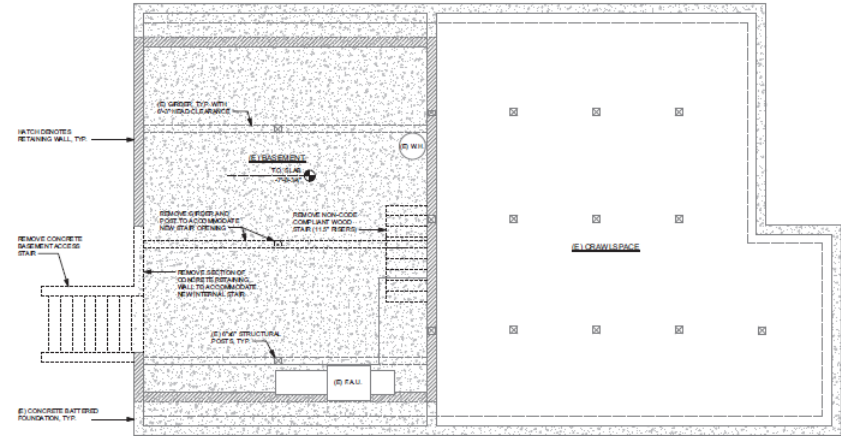 (E) GIRDER, TYP. WITH
6'-3" HEAD CLEARANCE
HATCH DENOTES
RETAINING WALL, TYP.
(E) W.H.
(E) BASEMENT
T.O. SLAB
REMOVE GIRDER AND
POST TO ACCOMMODATE
NEW STAIR OPENING
REMOVE NON-CODE
COMPLIANT WOOD
STAIR (11.5" RISERS)
REMOVE CONCRETE
BASEMENT ACCESS
STAIR
(E) CRAWLSPACE
REMOVE SECTION OF
CONCRETE RETAINING
WALL TO ACCOMMODATE
NEW INTERNAL STAIR
(E) 6"x6" STRUCTURAL
POSTS, TYP.
(E) F.A.U.
(E) CONCRETE BATTERED
FOUNDATION, TYP.